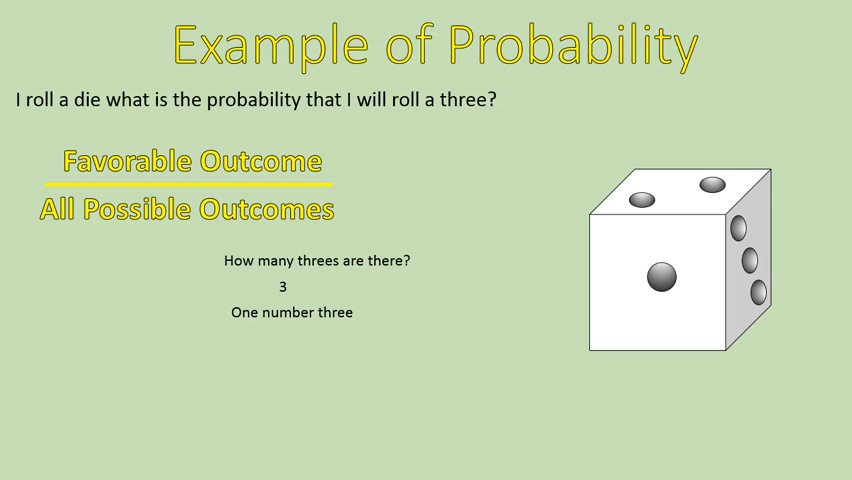 Example of Probability
I roll a die what is the probability that I will roll a three?
Favorable Outcome
All Possible Outcomes
How many threes are there?
3
One number three